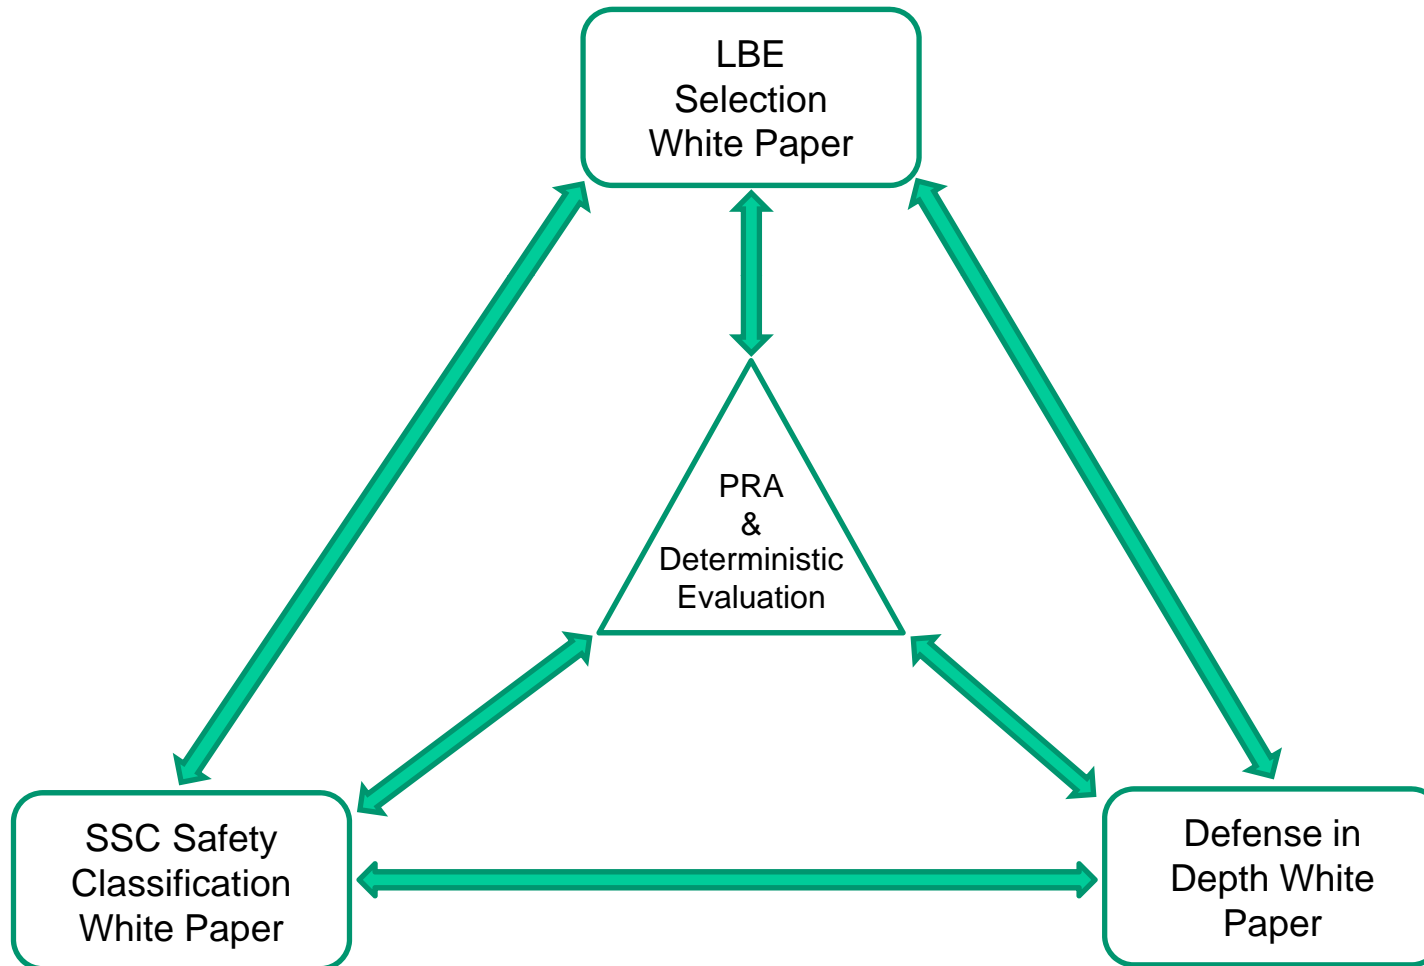 LBE
Selection
White Paper
PRA
&
Deterministic
Evaluation
SSC Safety
Classification
White Paper
Defense in
Depth White
Paper